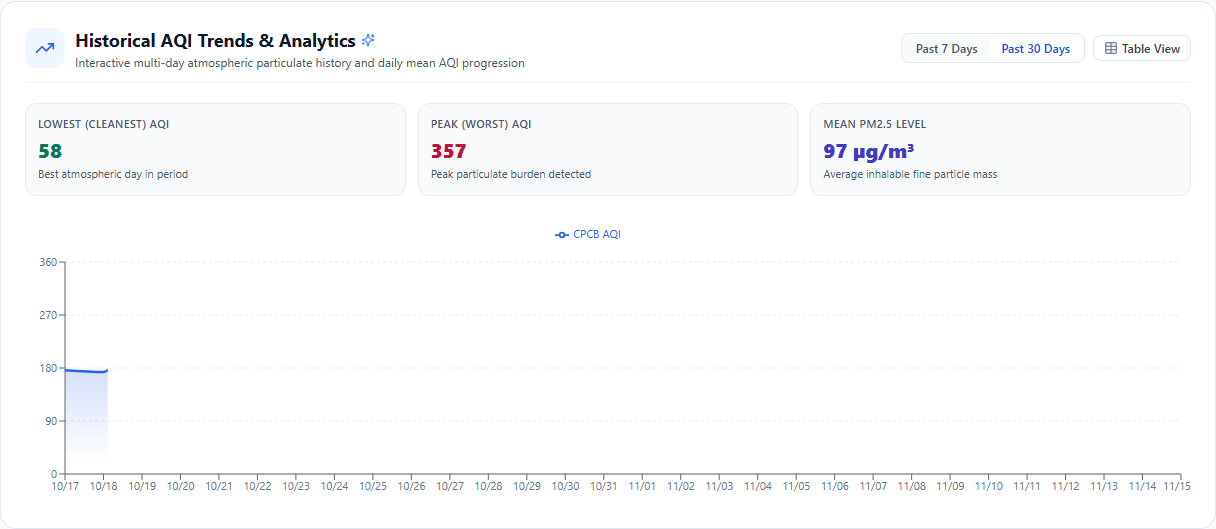 Historical AQI Trends & Analytics
Interactive multi-day atmospheric particulate history and daily mean AQI progression
Past 7 Days
Past 30 Days
Table View
LOWEST (CLEANEST) AQI
58
Best atmospheric day in period
PEAK (WORST) AQI
357
Peak particulate burden detected
MEAN PM2.5 LEVEL
97 µg/m³
Average inhalable fine particle mass
CPCB AQI
360
270
180
90
0
10/17 10/18 10/19 10/20 10/21 10/22 10/23 10/24 10/25 10/26 10/27 10/28 10/29 10/30 10/31 11/01 11/02 11/03 11/04 11/05 11/06 11/07 11/08 11/09 11/10 11/11 11/12 11/13 11/14 11/15